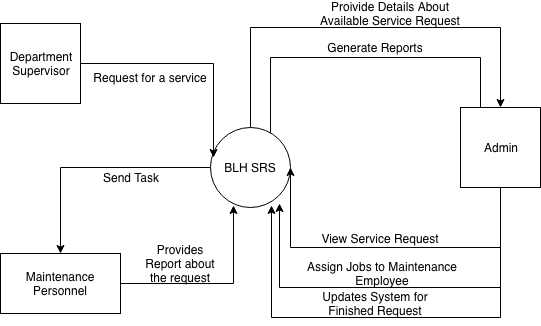 Provide Details About
Available Service Request
Generate Reports
Department
Supervisor
Request for a service
Admin
BLH SRS
Send Task
View Service Request
Provides
Report about
the request
Assign Jobs to Maintenance
Employee
Maintenance
Personnel
Updates System for
Finished Request